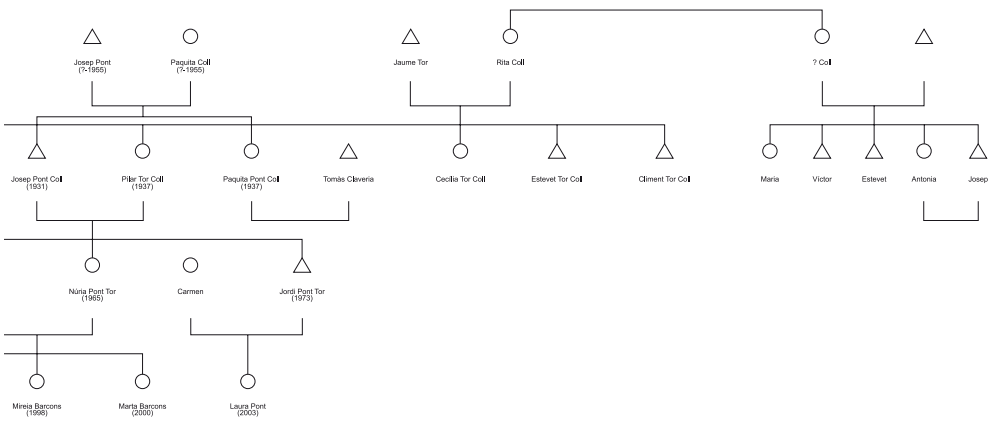 Josep Pont
(?-1955)
Paquita Coll
(?-1955)
Jaume Tor
Rita Coll
? Coll
Josep Pont Coll
(1931)
Pilar Tor Coll
(1937)
Paquita Pont Coll
(1937)
Tomàs Claveria
Cecília Tor Coll
Estevet Tor Coll
Climent Tor Coll
Maria
Víctor
Estevet
Antonia
Josep
Núria Pont Tor
(1965)
Carmen
Jordi Pont Tor
(1973)
Mireia Barcons
(1998)
Marta Barcons
(2000)
Laura Pont
(2003)